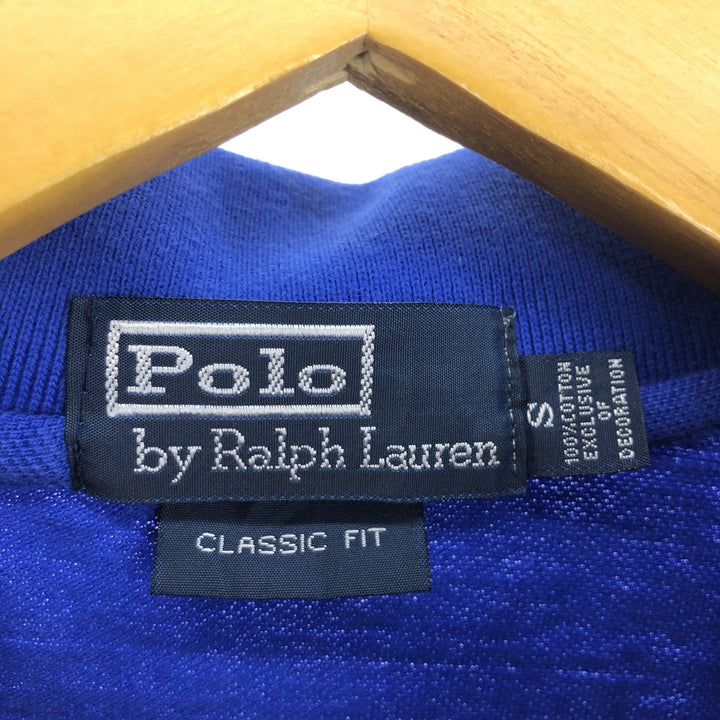 Polo
by Ralph Lauren
CLASSIC FIT
S
100% COTTON
EXCLUSIVE
OF
DECORATION